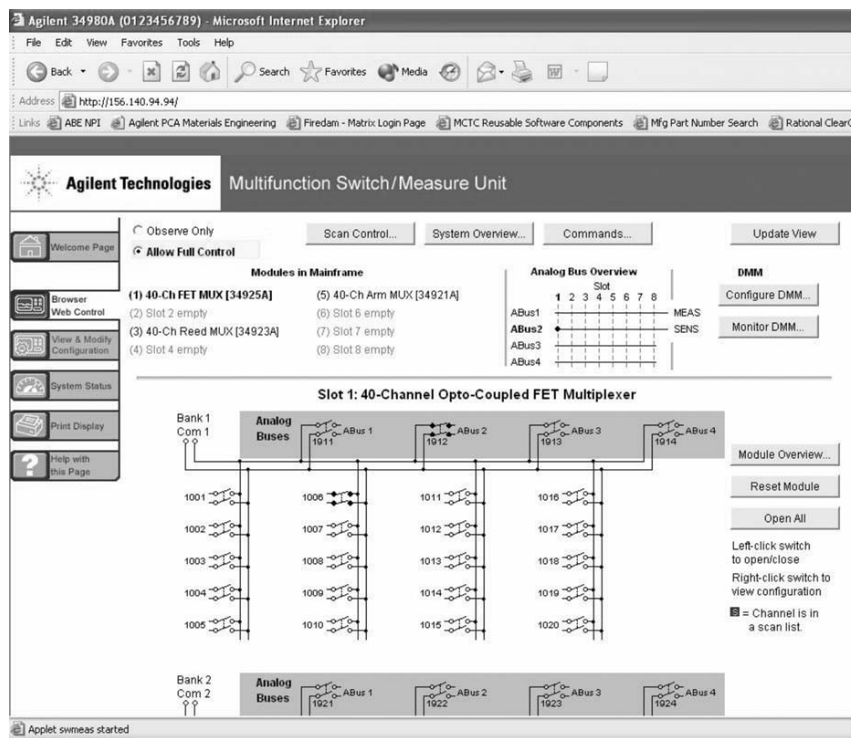 Agilent 34980A (0123456789) - Microsoft Internet Explorer
File Edit View Favorites Tools Help
Back Search Favorites Media
Address http://156.140.94.94/
Links ABE NPI Agilent PCA Materials Engineering Firedam - Matrix Login Page MCTC Reusable Software Components Mfg Part Number Search Rational ClearC
Agilent Technologies Multifunction Switch/Measure Unit
Welcome Page
Browser Web Control
View & Modify Configuration
System Status
Print Display
Help with this Page
Observe Only
Allow Full Control
Scan Control... System Overview... Commands... Update View
Modules in Mainframe
(1) 40-Ch FET MUX [34925A] (5) 40-Ch Arm MUX [34921A]
(2) Slot 2 empty (6) Slot 6 empty
(3) 40-Ch Reed MUX [34923A] (7) Slot 7 empty
(4) Slot 4 empty (8) Slot 8 empty
Analog Bus Overview
Slot
1 2 3 4 5 6 7 8
ABus1 MEAS
ABus2 SENS
ABus3
ABus4
DMM
Configure DMM...
Monitor DMM...
Slot 1: 40-Channel Opto-Coupled FET Multiplexer
Bank 1
Com 1
Analog Buses
ABus 1 ABus 2 ABus 3 ABus 4
1911 1912 1913 1914
1001 1006 1011 1016
1002 1007 1012 1017
1003 1008 1013 1018
1004 1009 1014 1019
1005 1010 1015 1020
Module Overview...
Reset Module
Open All
Left-click switch
to open/close
Right-click switch to
view configuration
S = Channel is in
a scan list.
Bank 2
Com 2
Analog Buses
ABus 1 ABus 2 ABus 3 ABus 4
1921 1922 1923 1924
Applet swmeas started